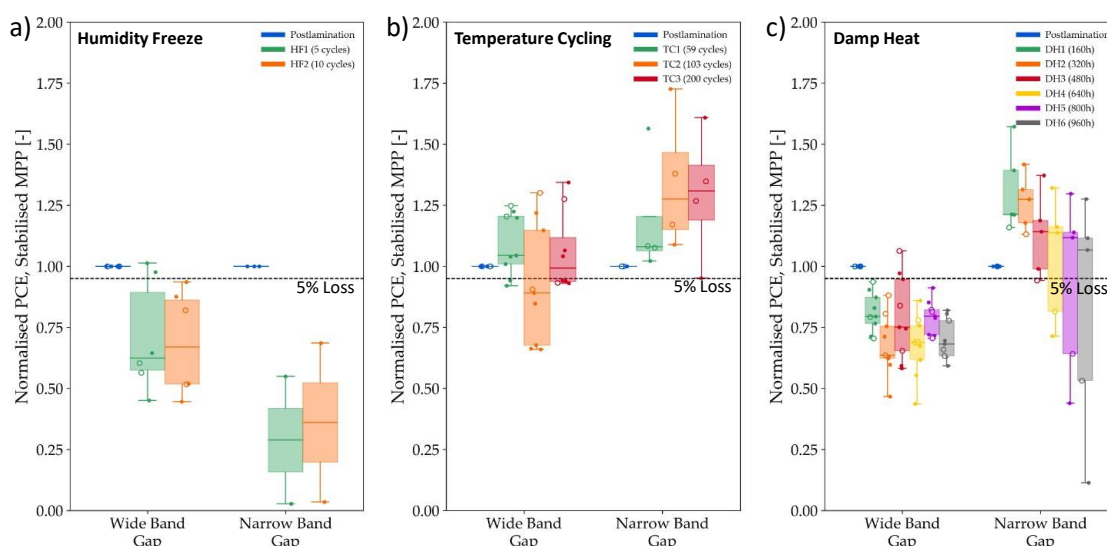 a)
Humidity Freeze
Postlamination
HF1 (5 cycles)
HF2 (10 cycles)
Normalised PCE, Stabilised MPP [-]
2.00
1.75
1.50
1.25
1.00
0.75
0.50
0.25
0.00
5% Loss
Wide Band
Gap
Narrow Band
Gap
b)
Temperature Cycling
Postlamination
TC1 (59 cycles)
TC2 (103 cycles)
TC3 (200 cycles)
Normalised PCE, Stabilised MPP [-]
2.00
1.75
1.50
1.25
1.00
0.75
0.50
0.25
0.00
5% Loss
Wide Band
Gap
Narrow Band
Gap
c)
Damp Heat
Postlamination
DH1 (160h)
DH2 (320h)
DH3 (480h)
DH4 (640h)
DH5 (800h)
DH6 (960h)
Normalised PCE, Stabilised MPP [-]
2.00
1.75
1.50
1.25
1.00
0.75
0.50
0.25
0.00
5% Loss
Wide Band
Gap
Narrow Band
Gap